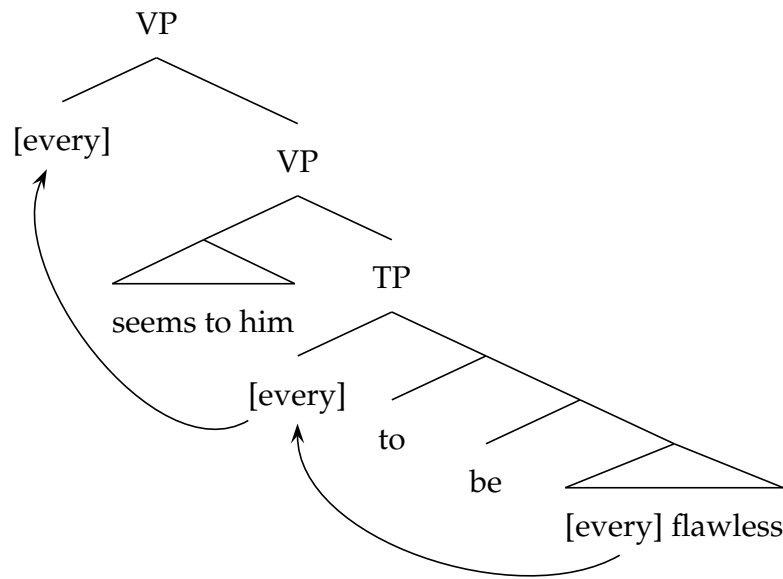 VP
[every]
VP
seems to him
TP
[every]
to
be
[every] flawless